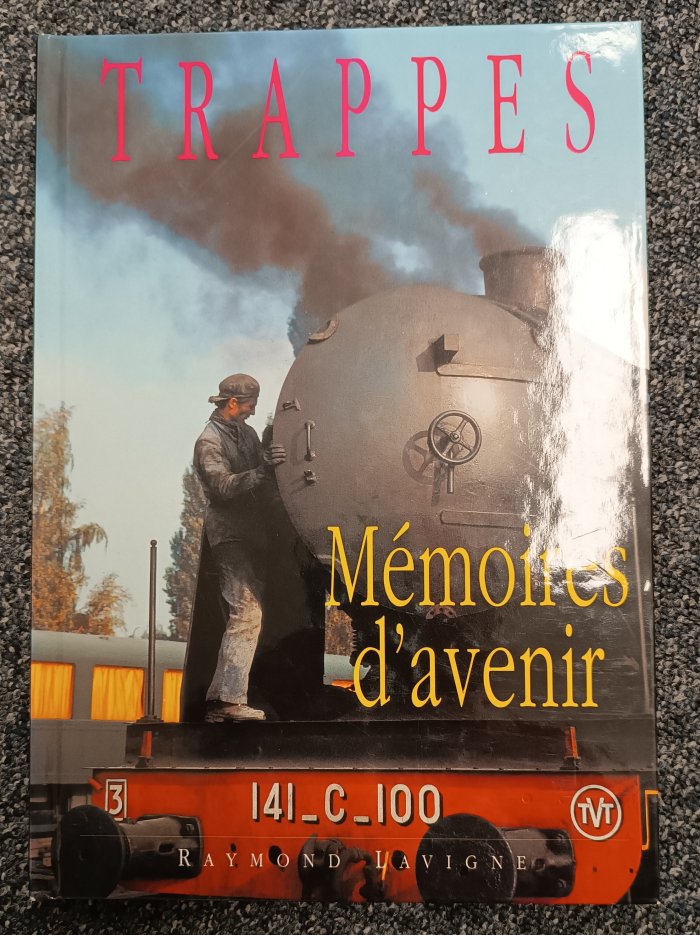 TRAPPES
Mémoires
d'avenir
3
141_C_100
TVT
RAYMOND LAVIGNE